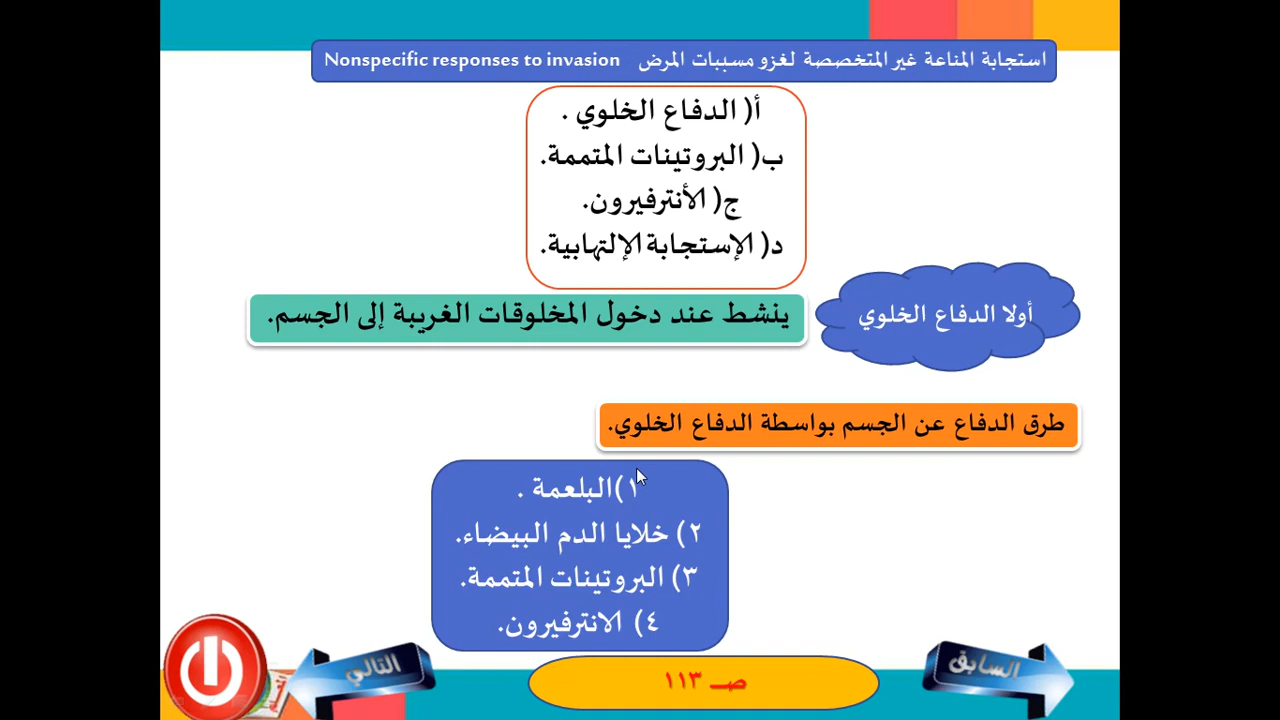 استجابة المناعة غير المتخصصة لغزو مسببات المرض Nonspecific responses to invasion
أ( الدفاع الخلوي .
ب( البروتينات المتممة.
ج( الأنترفيرون.
د( الإستجابة الإلتهابية.
أولا الدفاع الخلوي
ينشط عند دخول المخلوقات الغريبة إلى الجسم.
طرق الدفاع عن الجسم بواسطة الدفاع الخلوي.
١)البلعمة .
٢) خلايا الدم البيضاء.
٣) البروتينات المتممة.
٤) الانترفيرون.
السابق
صـ ١١٣
التالي